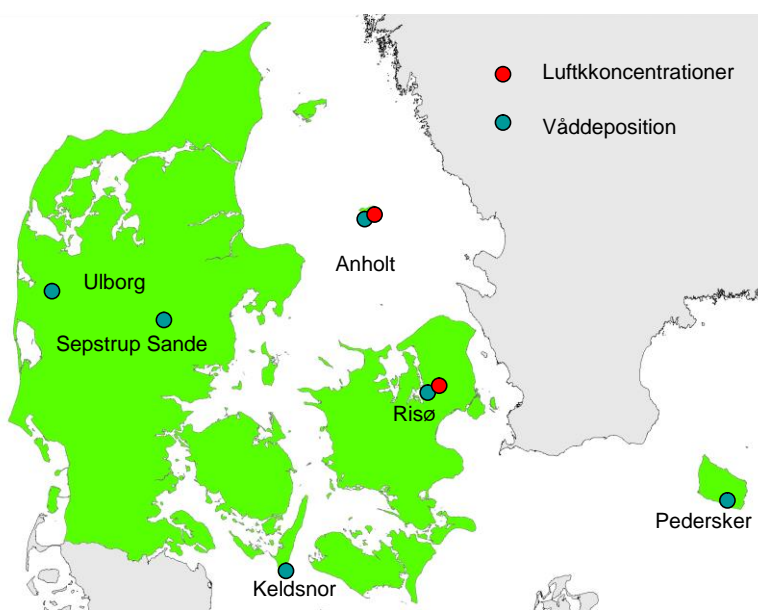 Luftkkoncentrationer
Våddeposition
Anholt
Ulborg
Sepstrup Sande
Risø
Pedersker
Keldsnor